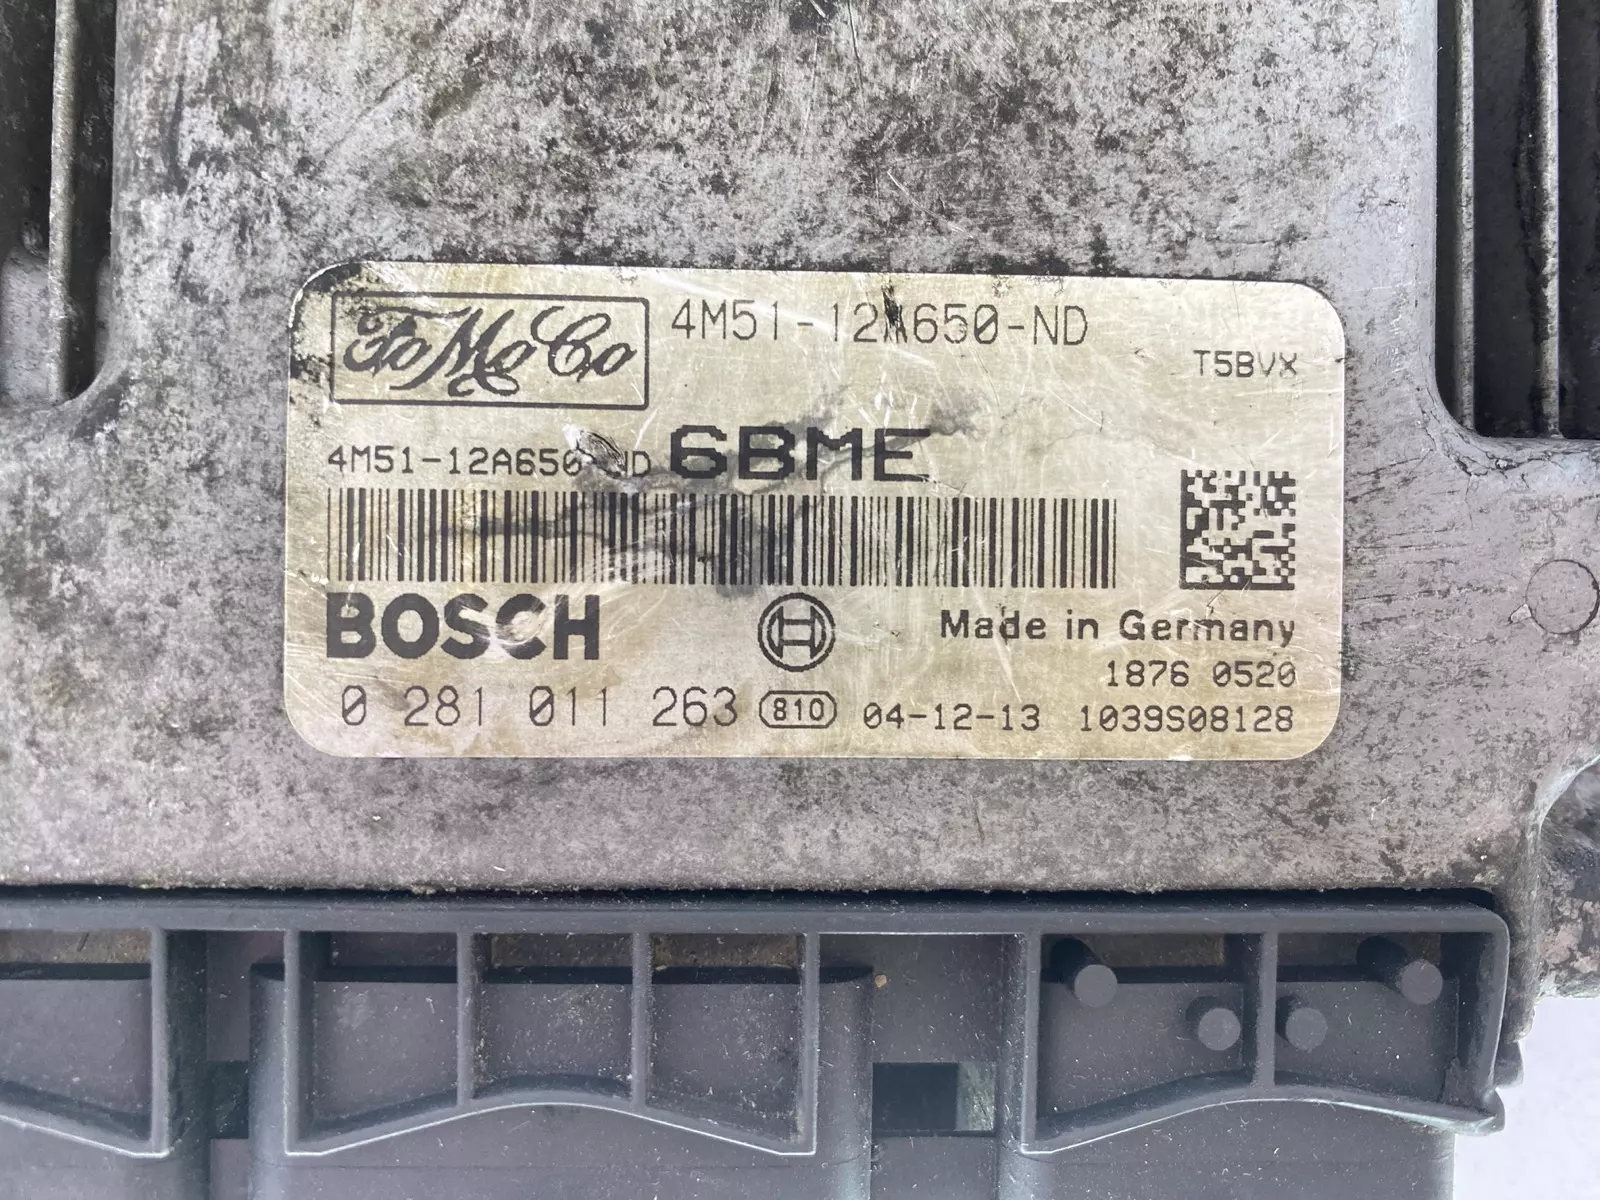 FoMoCo
4M51-12A650-ND
T5BVX
4M51-12A650-ND 6BME
BOSCH
Made in Germany
1876 0520
0 281 011 263 810 04-12-13 1039S08128